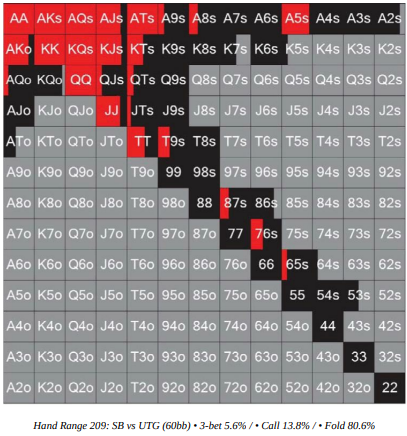 AA AKs AQs AJs ATs A9s A8s A7s A6s A5s A4s A3s A2s
AKo KK KQs KJs KTs K9s K8s K7s K6s K5s K4s K3s K2s
AQo KQo QQ QJs QTs Q9s Q8s Q7s Q6s Q5s Q4s Q3s Q2s
AJo KJo QJo JJ JTs J9s J8s J7s J6s J5s J4s J3s J2s
ATo KTo QTo JTo TT T9s T8s T7s T6s T5s T4s T3s T2s
A9o K9o Q9o J9o T9o 99 98s 97s 96s 95s 94s 93s 92s
A8o K8o Q8o J8o T8o 98o 88 87s 86s 85s 84s 83s 82s
A7o K7o Q7o J7o T7o 97o 87o 77 76s 75s 74s 73s 72s
A6o K6o Q6o J6o T6o 96o 86o 76o 66 65s 64s 63s 62s
A5o K5o Q5o J5o T5o 95o 85o 75o 65o 55 54s 53s 52s
A4o K4o Q4o J4o T4o 94o 84o 74o 64o 54o 44 43s 42s
A3o K3o Q3o J3o T3o 93o 83o 73o 63o 53o 43o 33 32s
A2o K2o Q2o J2o T2o 92o 82o 72o 62o 52o 42o 32o 22
Hand Range 209: SB vs UTG (60bb) • 3-bet 5.6% / • Call 13.8% / • Fold 80.6%